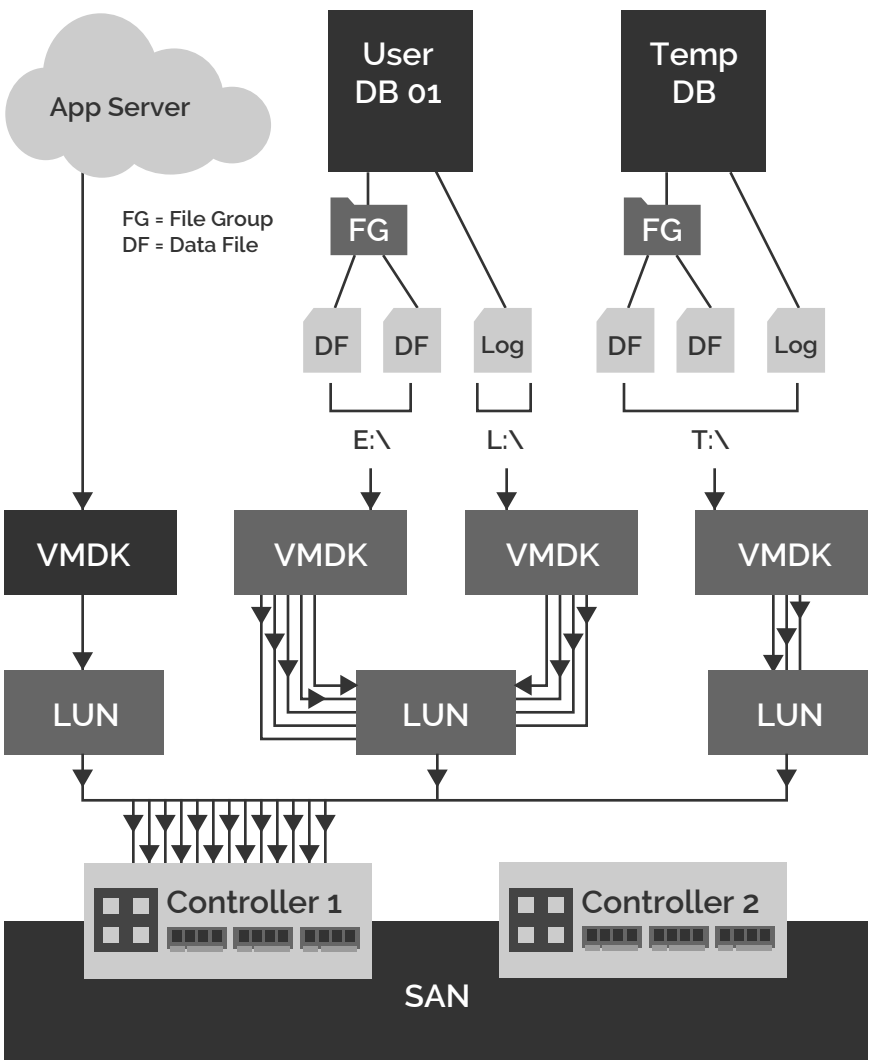 User
DB 01
Temp
DB
App Server
FG = File Group
DF = Data File
FG
FG
DF
DF
Log
DF
DF
Log
E:\
L:\
T:\
VMDK
VMDK
VMDK
VMDK
LUN
LUN
LUN
Controller 1
Controller 2
SAN